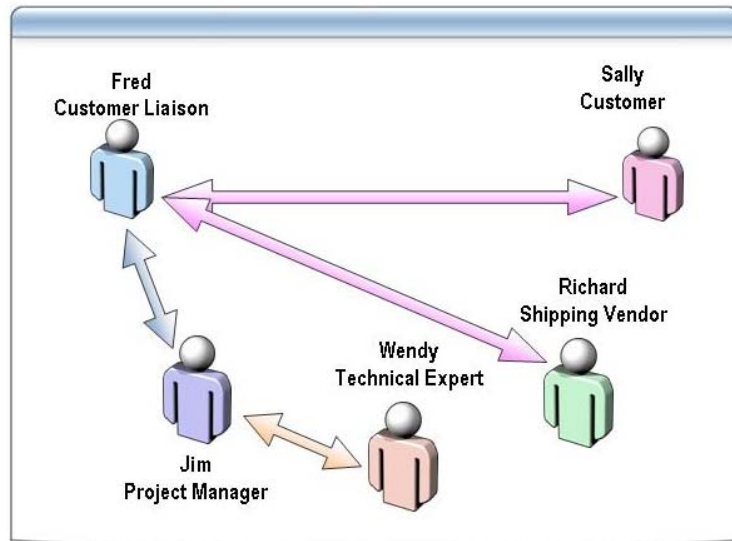 Fred
Customer Liaison
Sally
Customer
Richard
Shipping Vendor
Wendy
Technical Expert
Jim
Project Manager